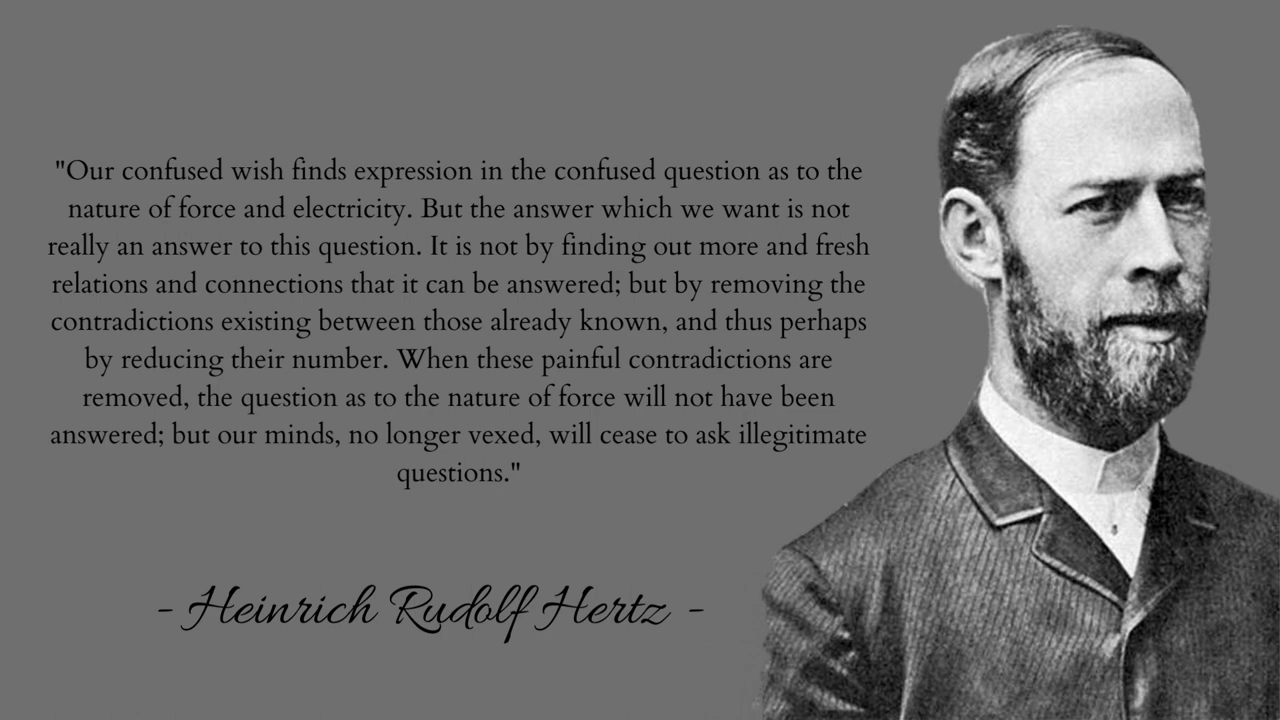 "Our confused wish finds expression in the confused question as to the
nature of force and electricity. But the answer which we want is not
really an answer to this question. It is not by finding out more and fresh
relations and connections that it can be answered; but by removing the
contradictions existing between those already known, and thus perhaps
by reducing their number. When these painful contradictions are
removed, the question as to the nature of force will not have been
answered; but our minds, no longer vexed, will cease to ask illegitimate
questions."
- Heinrich Rudolf Hertz -